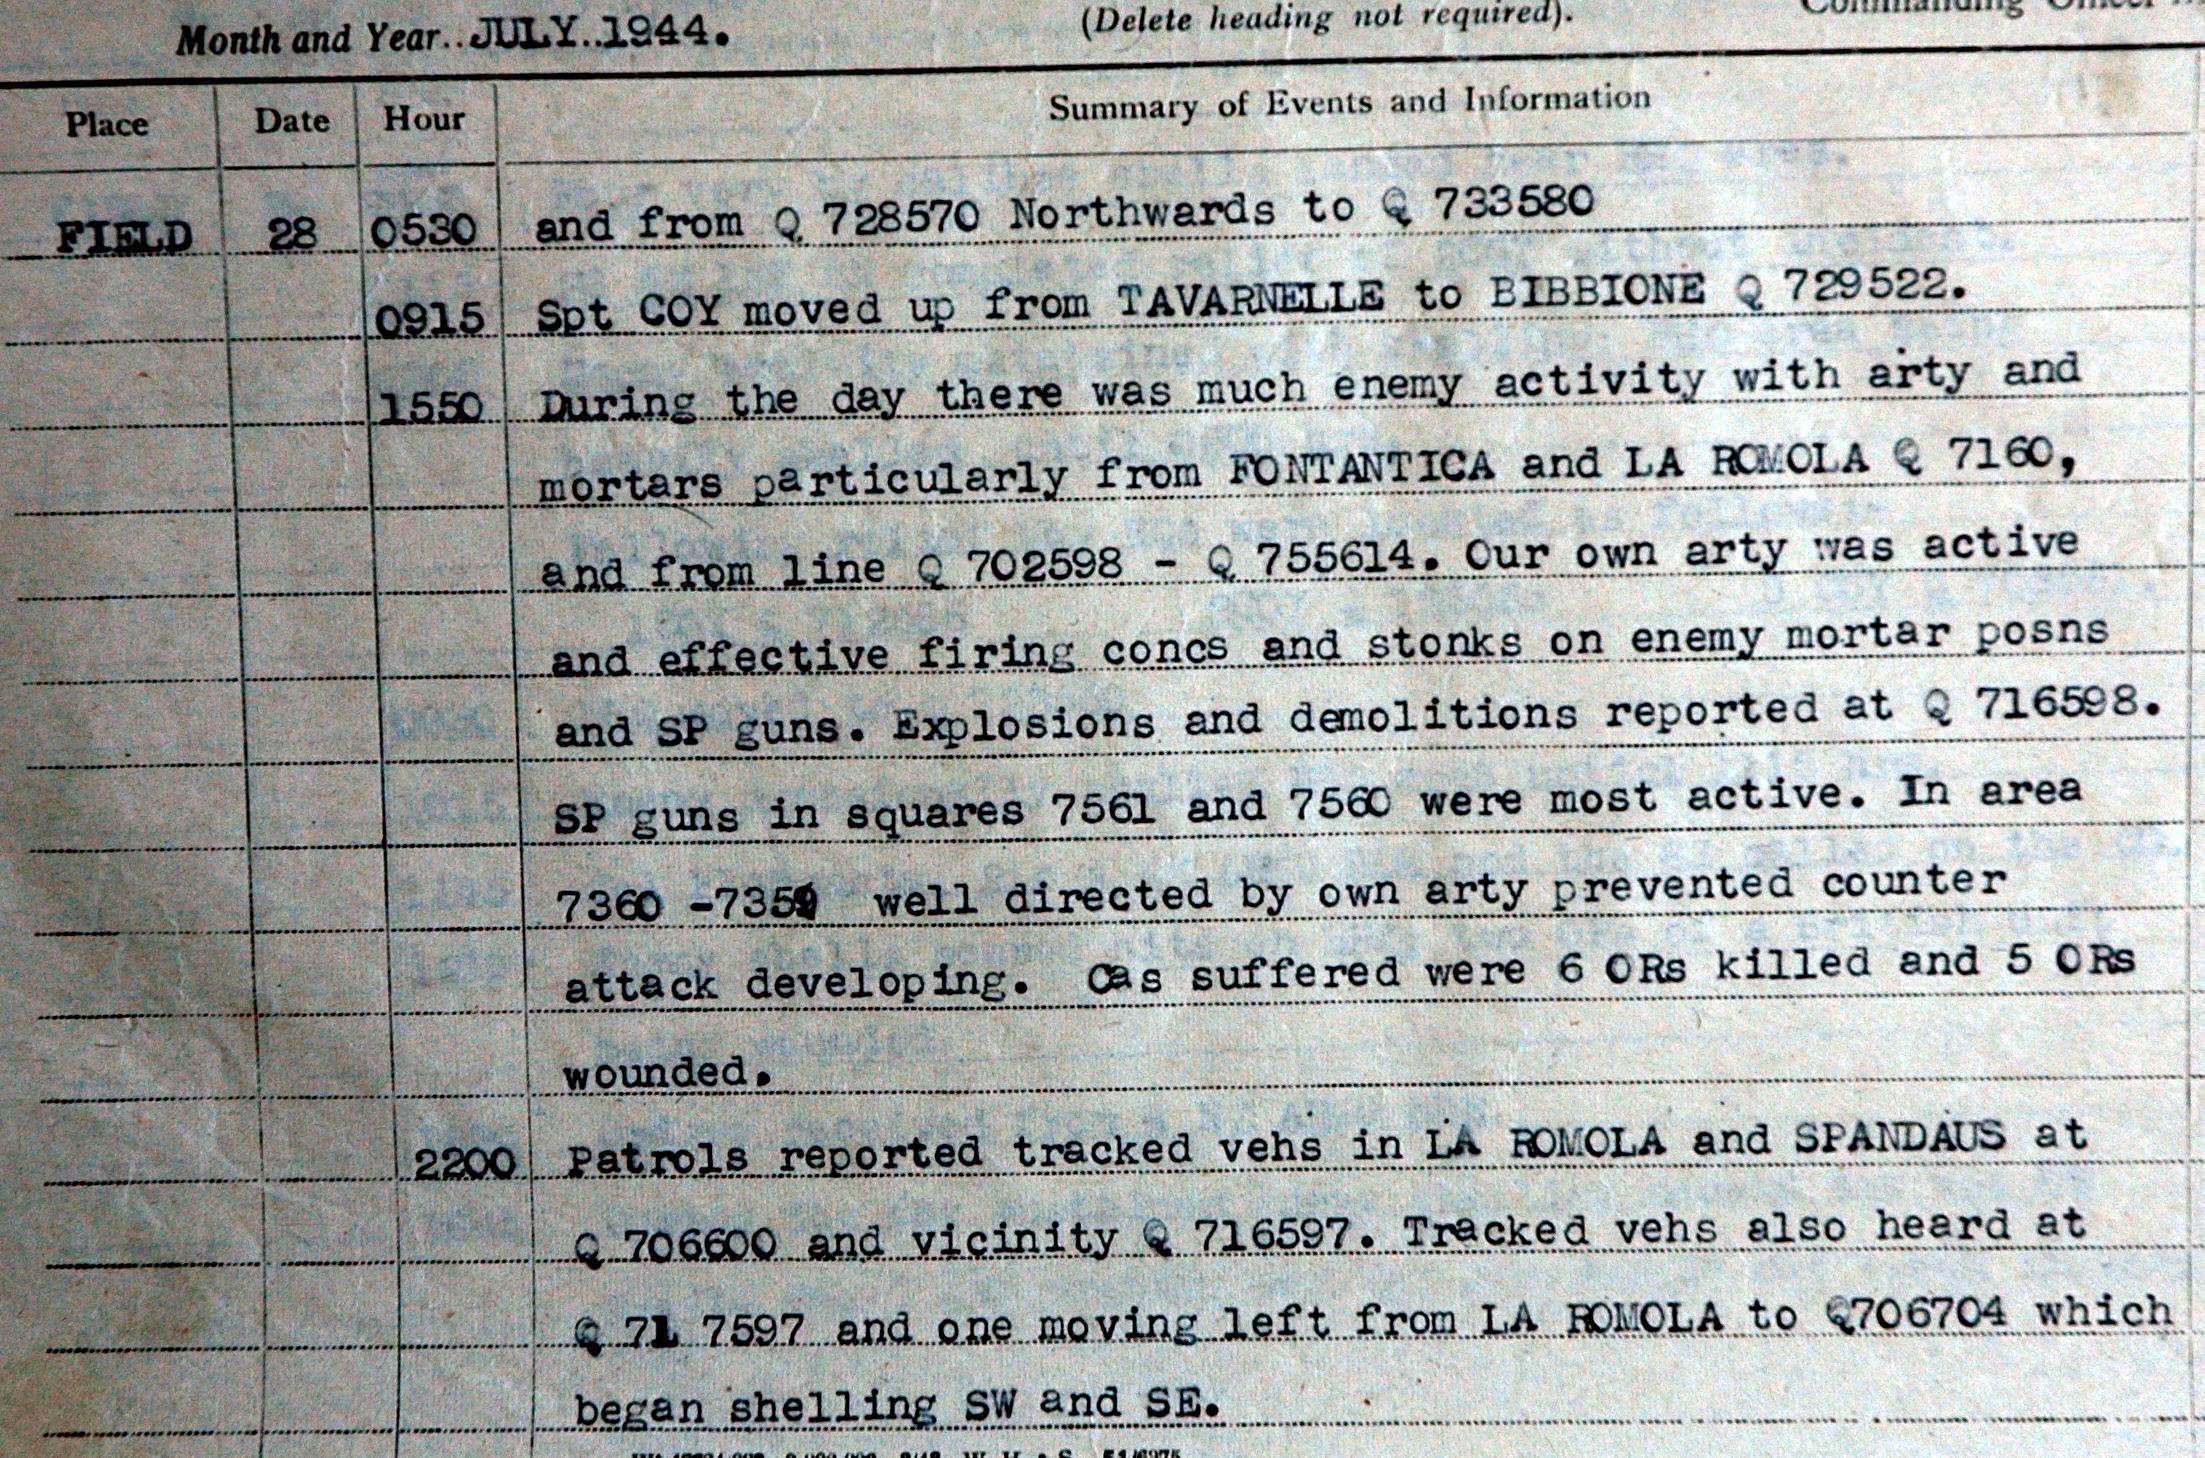 Month and Year..JULY..1944.
(Delete heading not required).
Commanding Officer
Place Date Hour Summary of Events and Information
FIELD 28 0530 and from Q 728570 Northwards to Q 733580
0915 Spt COY moved up from TAVARNELLE to BIBBIONE Q 729522.
1550 During the day there was much enemy activity with arty and
mortars particularly from FONTANTICA and LA ROMOLA Q 7160,
and from line Q 702598 - Q 755614. Our own arty was active
and effective firing concs and stonks on enemy mortar posns
and SP guns. Explosions and demolitions reported at Q 716598.
SP guns in squares 7561 and 7560 were most active. In area
7360 -7359 well directed by own arty prevented counter
attack developing. Cas suffered were 6 ORs killed and 5 ORs
wounded.
2200 Patrols reported tracked vehs in LA ROMOLA and SPANDAUS at
Q 706600 and vicinity Q 716597. Tracked vehs also heard at
Q 71 7597 and one moving left from LA ROMOLA to Q706704 which
began shelling SW and SE.